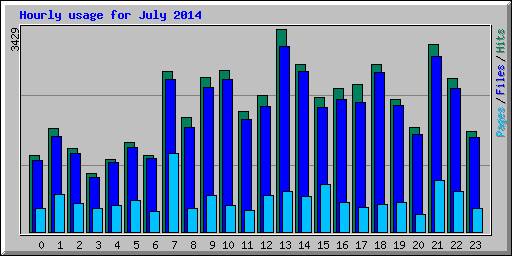 Hourly usage for July 2014
3429
Pages/Files/Hits
0 1 2 3 4 5 6 7 8 9 10 11 12 13 14 15 16 17 18 19 20 21 22 23